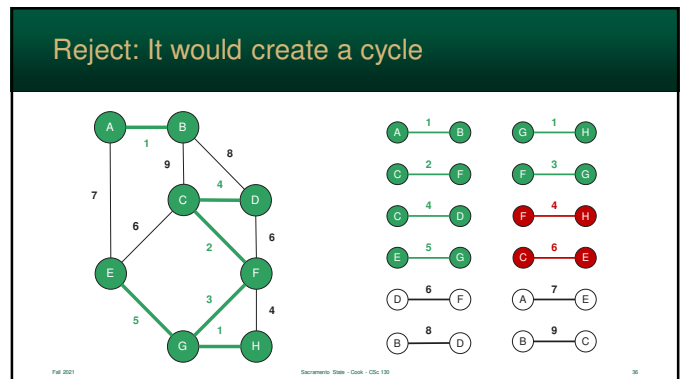 Reject: It would create a cycle
A B
1
9 8
4
7
C D
6
6
2
E F
3
5 4
1
G H
1 1
A B G H
2 3
C F F G
4 4
C D F H
5 6
E G C E
6 7
D F A E
8 9
B D B C
Fall 2021 Sacramento State - Cook - CSc 130 36